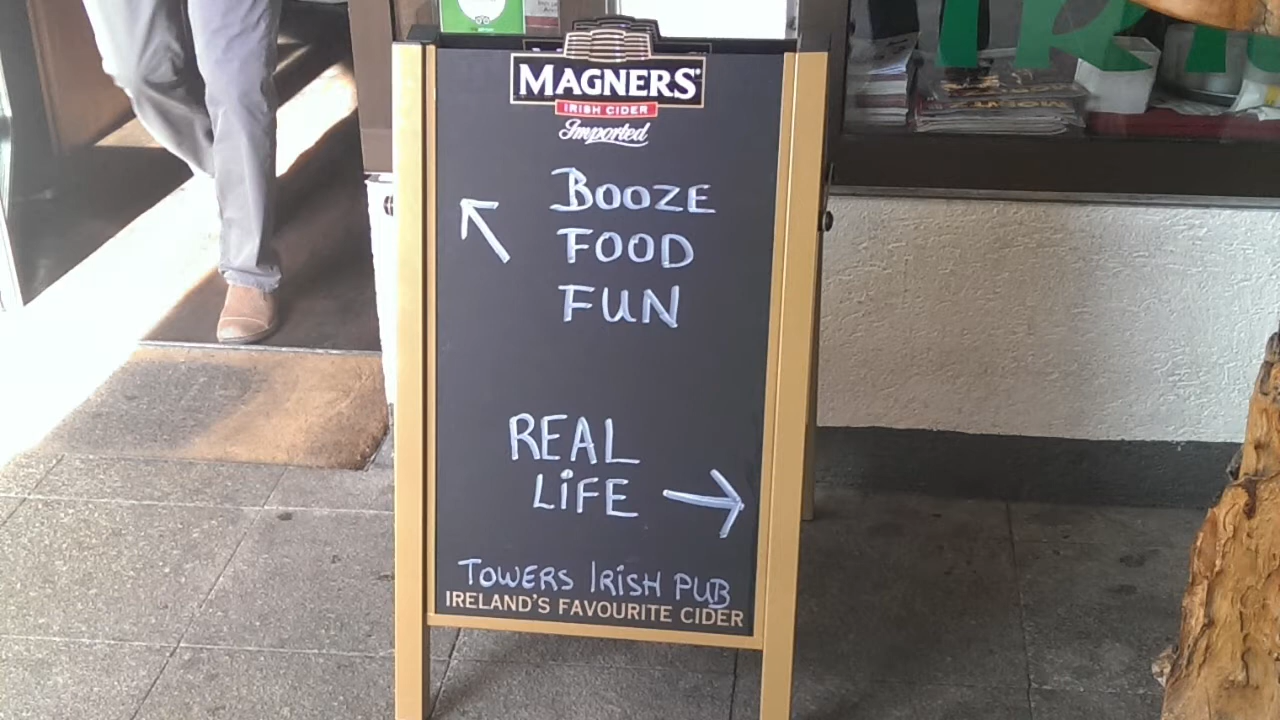 MAGNERS
IRISH CIDER
Imported
BOOZE
FOOD
FUN
REAL
LiFE
TOWERS IRiSH PUB
IRELAND'S FAVOURITE CIDER